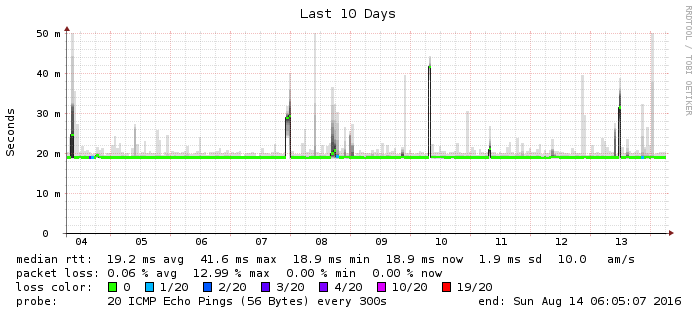 Last 10 Days
RRDTOOL / TOBI OETIKER
Seconds
50 m
40 m
30 m
20 m
10 m
0
04 05 06 07 08 09 10 11 12 13
median rtt: 19.2 ms avg 41.6 ms max 18.9 ms min 18.9 ms now 1.9 ms sd 10.0 am/s
packet loss: 0.06 % avg 12.99 % max 0.00 % min 0.00 % now
loss color: 0 1/20 2/20 3/20 4/20 10/20 19/20
probe: 20 ICMP Echo Pings (56 Bytes) every 300s end: Sun Aug 14 06:05:07 2016